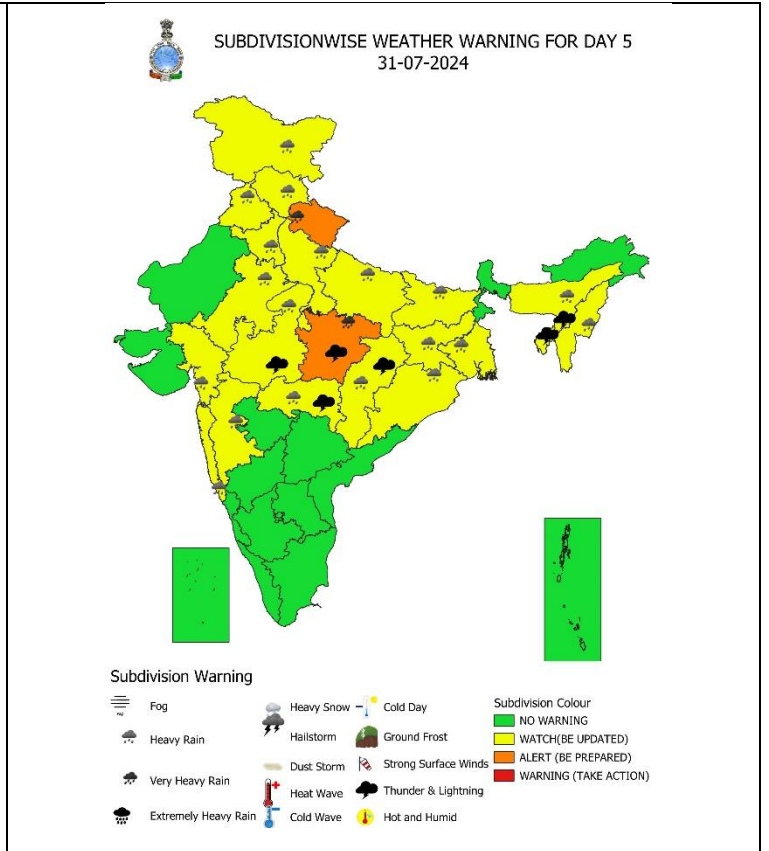 SUBDIVISIONWISE WEATHER WARNING FOR DAY 5
31-07-2024
Subdivision Warning
Fog
Heavy Rain
Very Heavy Rain
Extremely Heavy Rain
Heavy Snow
Hailstorm
Dust Storm
Heat Wave
Cold Wave
Cold Day
Ground Frost
Strong Surface Winds
Thunder & Lightning
Hot and Humid
Subdivision Colour
NO WARNING
WATCH(BE UPDATED)
ALERT (BE PREPARED)
WARNING (TAKE ACTION)